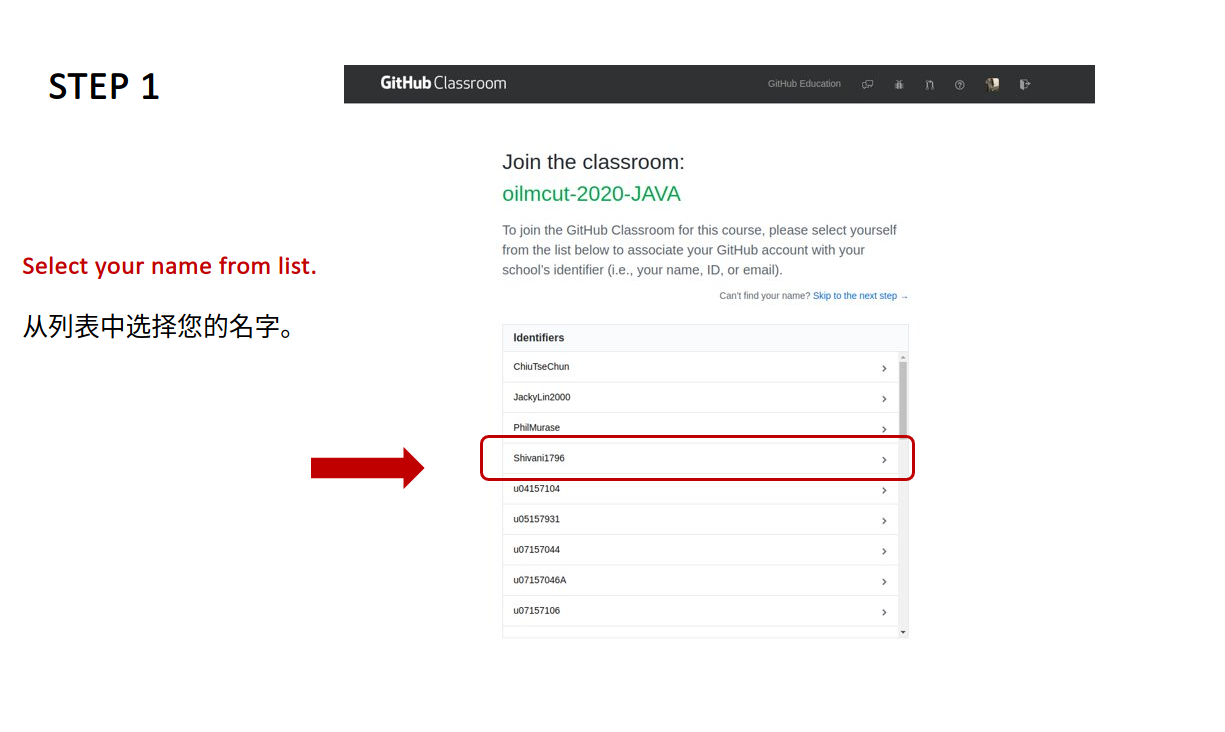 STEP 1
GitHub Classroom
GitHub Education
Join the classroom:
oilmcut-2020-JAVA
To join the GitHub Classroom for this course, please select yourself
from the list below to associate your GitHub account with your
school's identifier (i.e., your name, ID, or email).
Can't find your name? Skip to the next step →
Select your name from list.
从列表中选择您的名字。
Identifiers
ChiuTseChun
JackyLin2000
PhilMurase
Shivani1796
u04157104
u05157931
u07157044
u07157046A
u07157106